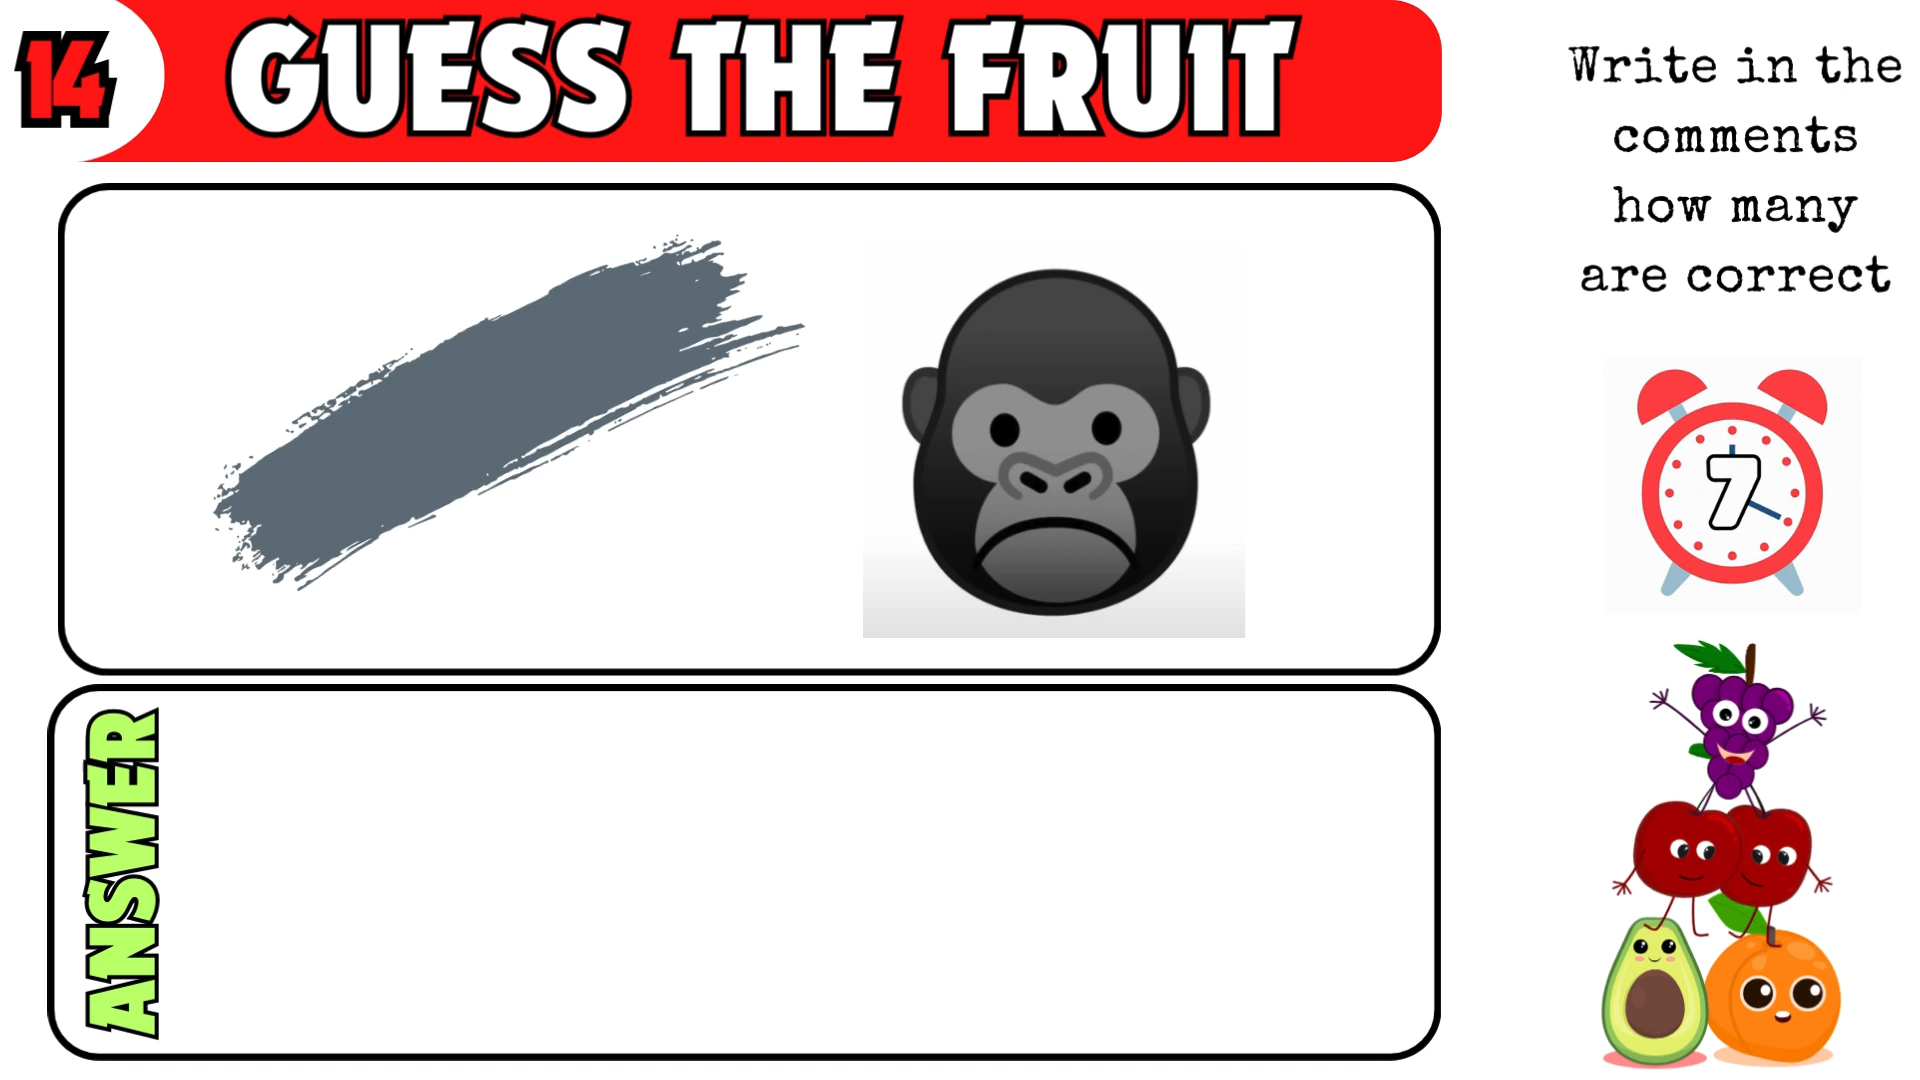 14
GUESS THE FRUIT
Write in the
comments
how many
are correct
7
ANSWER